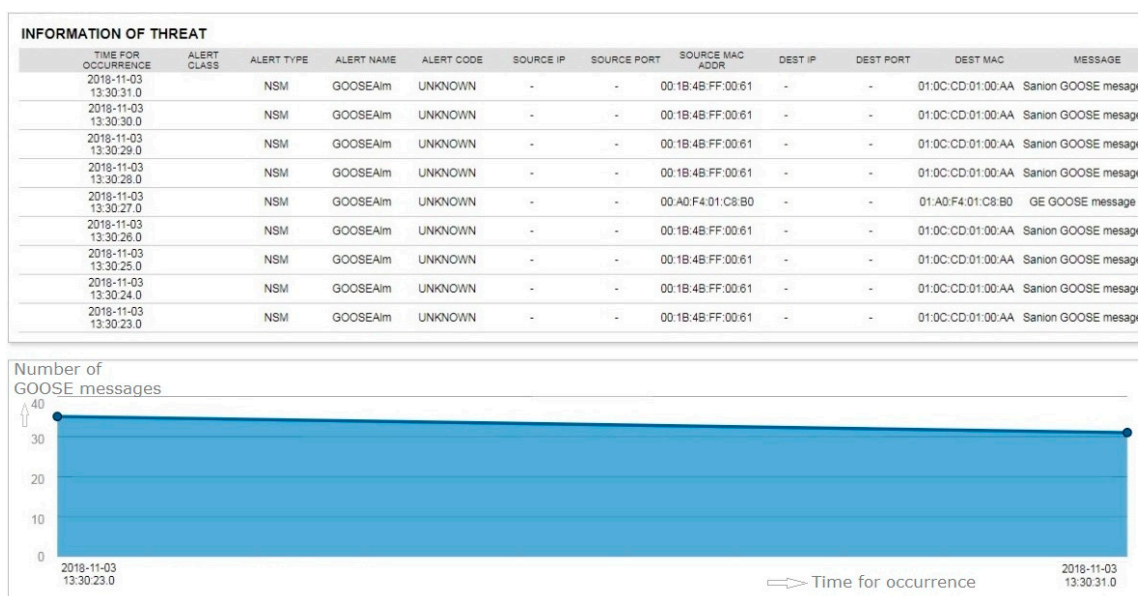 INFORMATION OF THREAT
TIME FOR OCCURRENCE ALERT CLASS ALERT TYPE ALERT NAME ALERT CODE SOURCE IP SOURCE PORT SOURCE MAC ADDR DEST IP DEST PORT DEST MAC MESSAGE
2018-11-03 13:30:31.0 NSM GOOSEAlm UNKNOWN - - 00:1B:4B:FF:00:61 - - 01:0C:CD:01:00:AA Sanion GOOSE mesage
2018-11-03 13:30:30.0 NSM GOOSEAlm UNKNOWN - - 00:1B:4B:FF:00:61 - - 01:0C:CD:01:00:AA Sanion GOOSE mesage
2018-11-03 13:30:29.0 NSM GOOSEAlm UNKNOWN - - 00:1B:4B:FF:00:61 - - 01:0C:CD:01:00:AA Sanion GOOSE mesage
2018-11-03 13:30:28.0 NSM GOOSEAlm UNKNOWN - - 00:1B:4B:FF:00:61 - - 01:0C:CD:01:00:AA Sanion GOOSE mesage
2018-11-03 13:30:27.0 NSM GOOSEAlm UNKNOWN - - 00:A0:F4:01:C8:B0 - - 01:A0:F4:01:C8:B0 GE GOOSE message
2018-11-03 13:30:26.0 NSM GOOSEAlm UNKNOWN - - 00:1B:4B:FF:00:61 - - 01:0C:CD:01:00:AA Sanion GOOSE mesage
2018-11-03 13:30:25.0 NSM GOOSEAlm UNKNOWN - - 00:1B:4B:FF:00:61 - - 01:0C:CD:01:00:AA Sanion GOOSE mesage
2018-11-03 13:30:24.0 NSM GOOSEAlm UNKNOWN - - 00:1B:4B:FF:00:61 - - 01:0C:CD:01:00:AA Sanion GOOSE mesage
2018-11-03 13:30:23.0 NSM GOOSEAlm UNKNOWN - - 00:1B:4B:FF:00:61 - - 01:0C:CD:01:00:AA Sanion GOOSE mesage
Number of
GOOSE messages
40
30
20
10
0
2018-11-03
13:30:23.0
Time for occurrence
2018-11-03
13:30:31.0